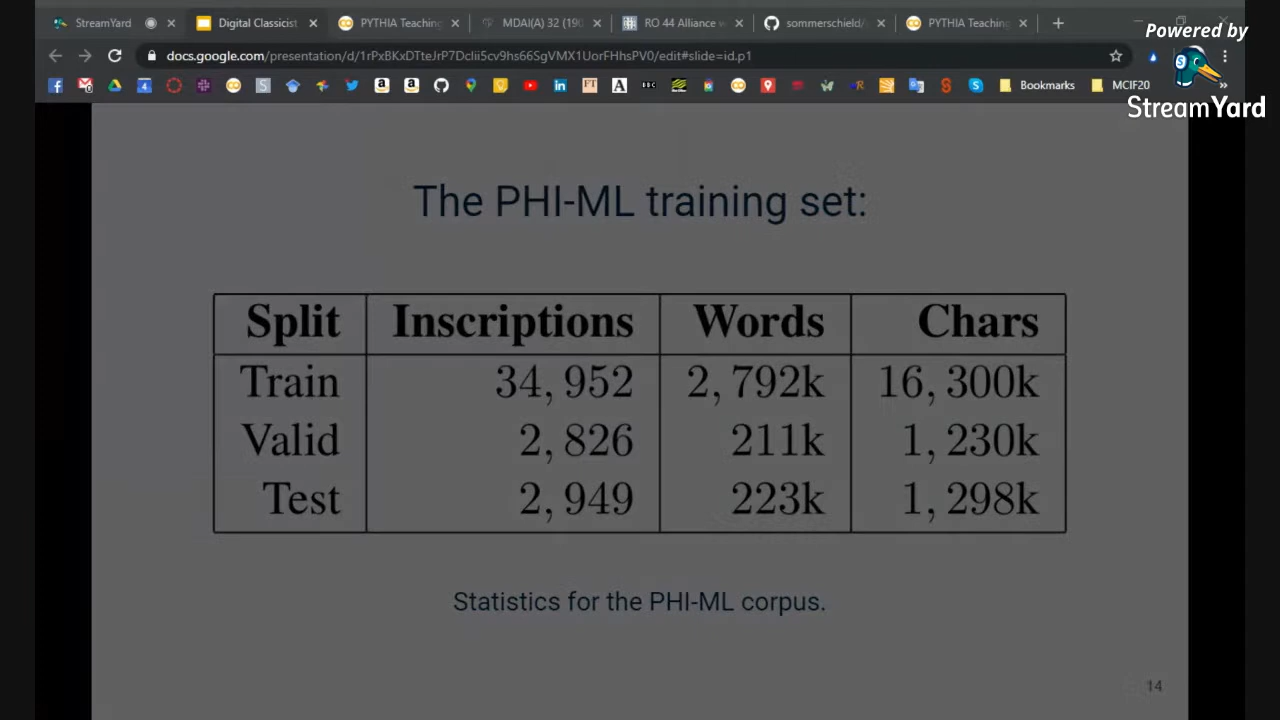 StreamYard
Digital Classicist
PYTHIA Teaching
MDAI(A) 32 (190
RO 44 Alliance
sommerschield/
PYTHIA Teaching
Powered by
docs.google.com/presentation/d/1rPxBKxDTteJrP7Dclii5cv9hs66SgVMX1UorFHhsPV0/edit#slide=id.p1
Bookmarks
MCIF20
StreamYard
The PHI-ML training set:
Split Inscriptions Words Chars
Train 34,952 2,792k 16,300k
Valid 2,826 211k 1,230k
Test 2,949 223k 1,298k
Statistics for the PHI-ML corpus.
14